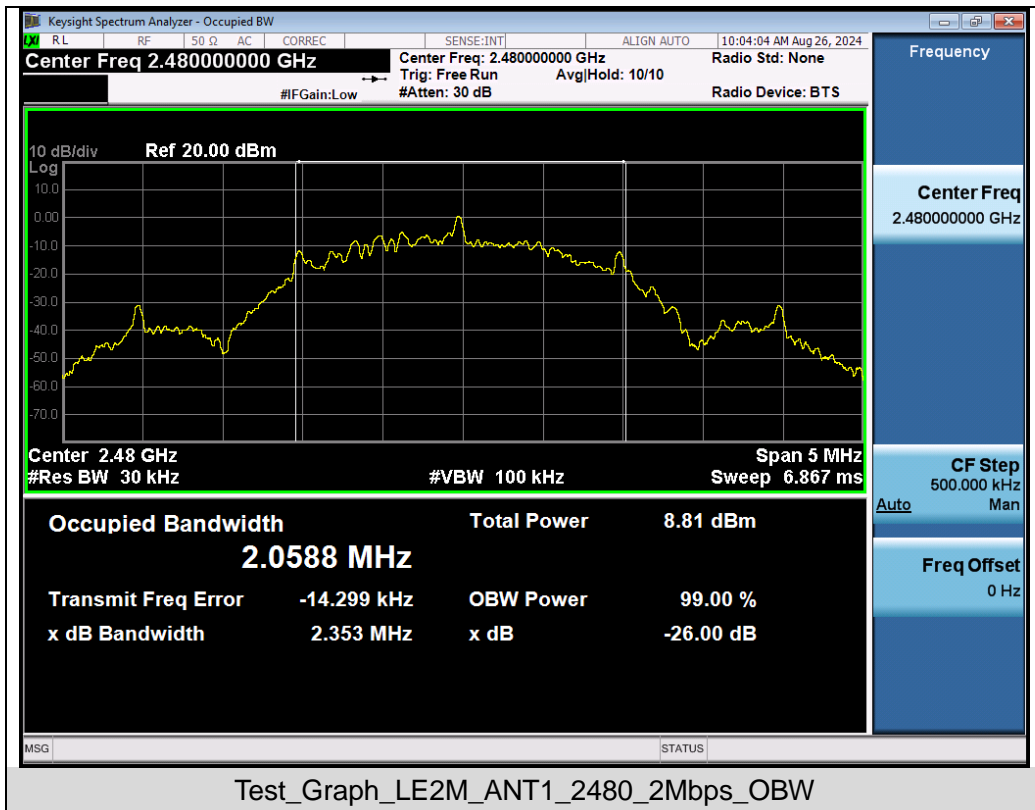 Keysight Spectrum Analyzer - Occupied BW
LXI RL RF 50 Ω AC CORREC SENSE:INT ALIGN AUTO 10:04:04 AM Aug 26, 2024
Center Freq 2.480000000 GHz
Center Freq: 2.480000000 GHz
Radio Std: None
Trig: Free Run Avg|Hold: 10/10
#IFGain:Low
#Atten: 30 dB
Radio Device: BTS
Frequency
10 dB/div Ref 20.00 dBm
Log
10.0
0.00
-10.0
-20.0
-30.0
-40.0
-50.0
-60.0
-70.0
Center 2.48 GHz Span 5 MHz
#Res BW 30 kHz #VBW 100 kHz Sweep 6.867 ms
Center Freq
2.480000000 GHz
CF Step
500.000 kHz
Auto Man
Freq Offset
0 Hz
Occupied Bandwidth Total Power 8.81 dBm
2.0588 MHz
Transmit Freq Error -14.299 kHz OBW Power 99.00 %
x dB Bandwidth 2.353 MHz x dB -26.00 dB
MSG STATUS
Test_Graph_LE2M_ANT1_2480_2Mbps_OBW